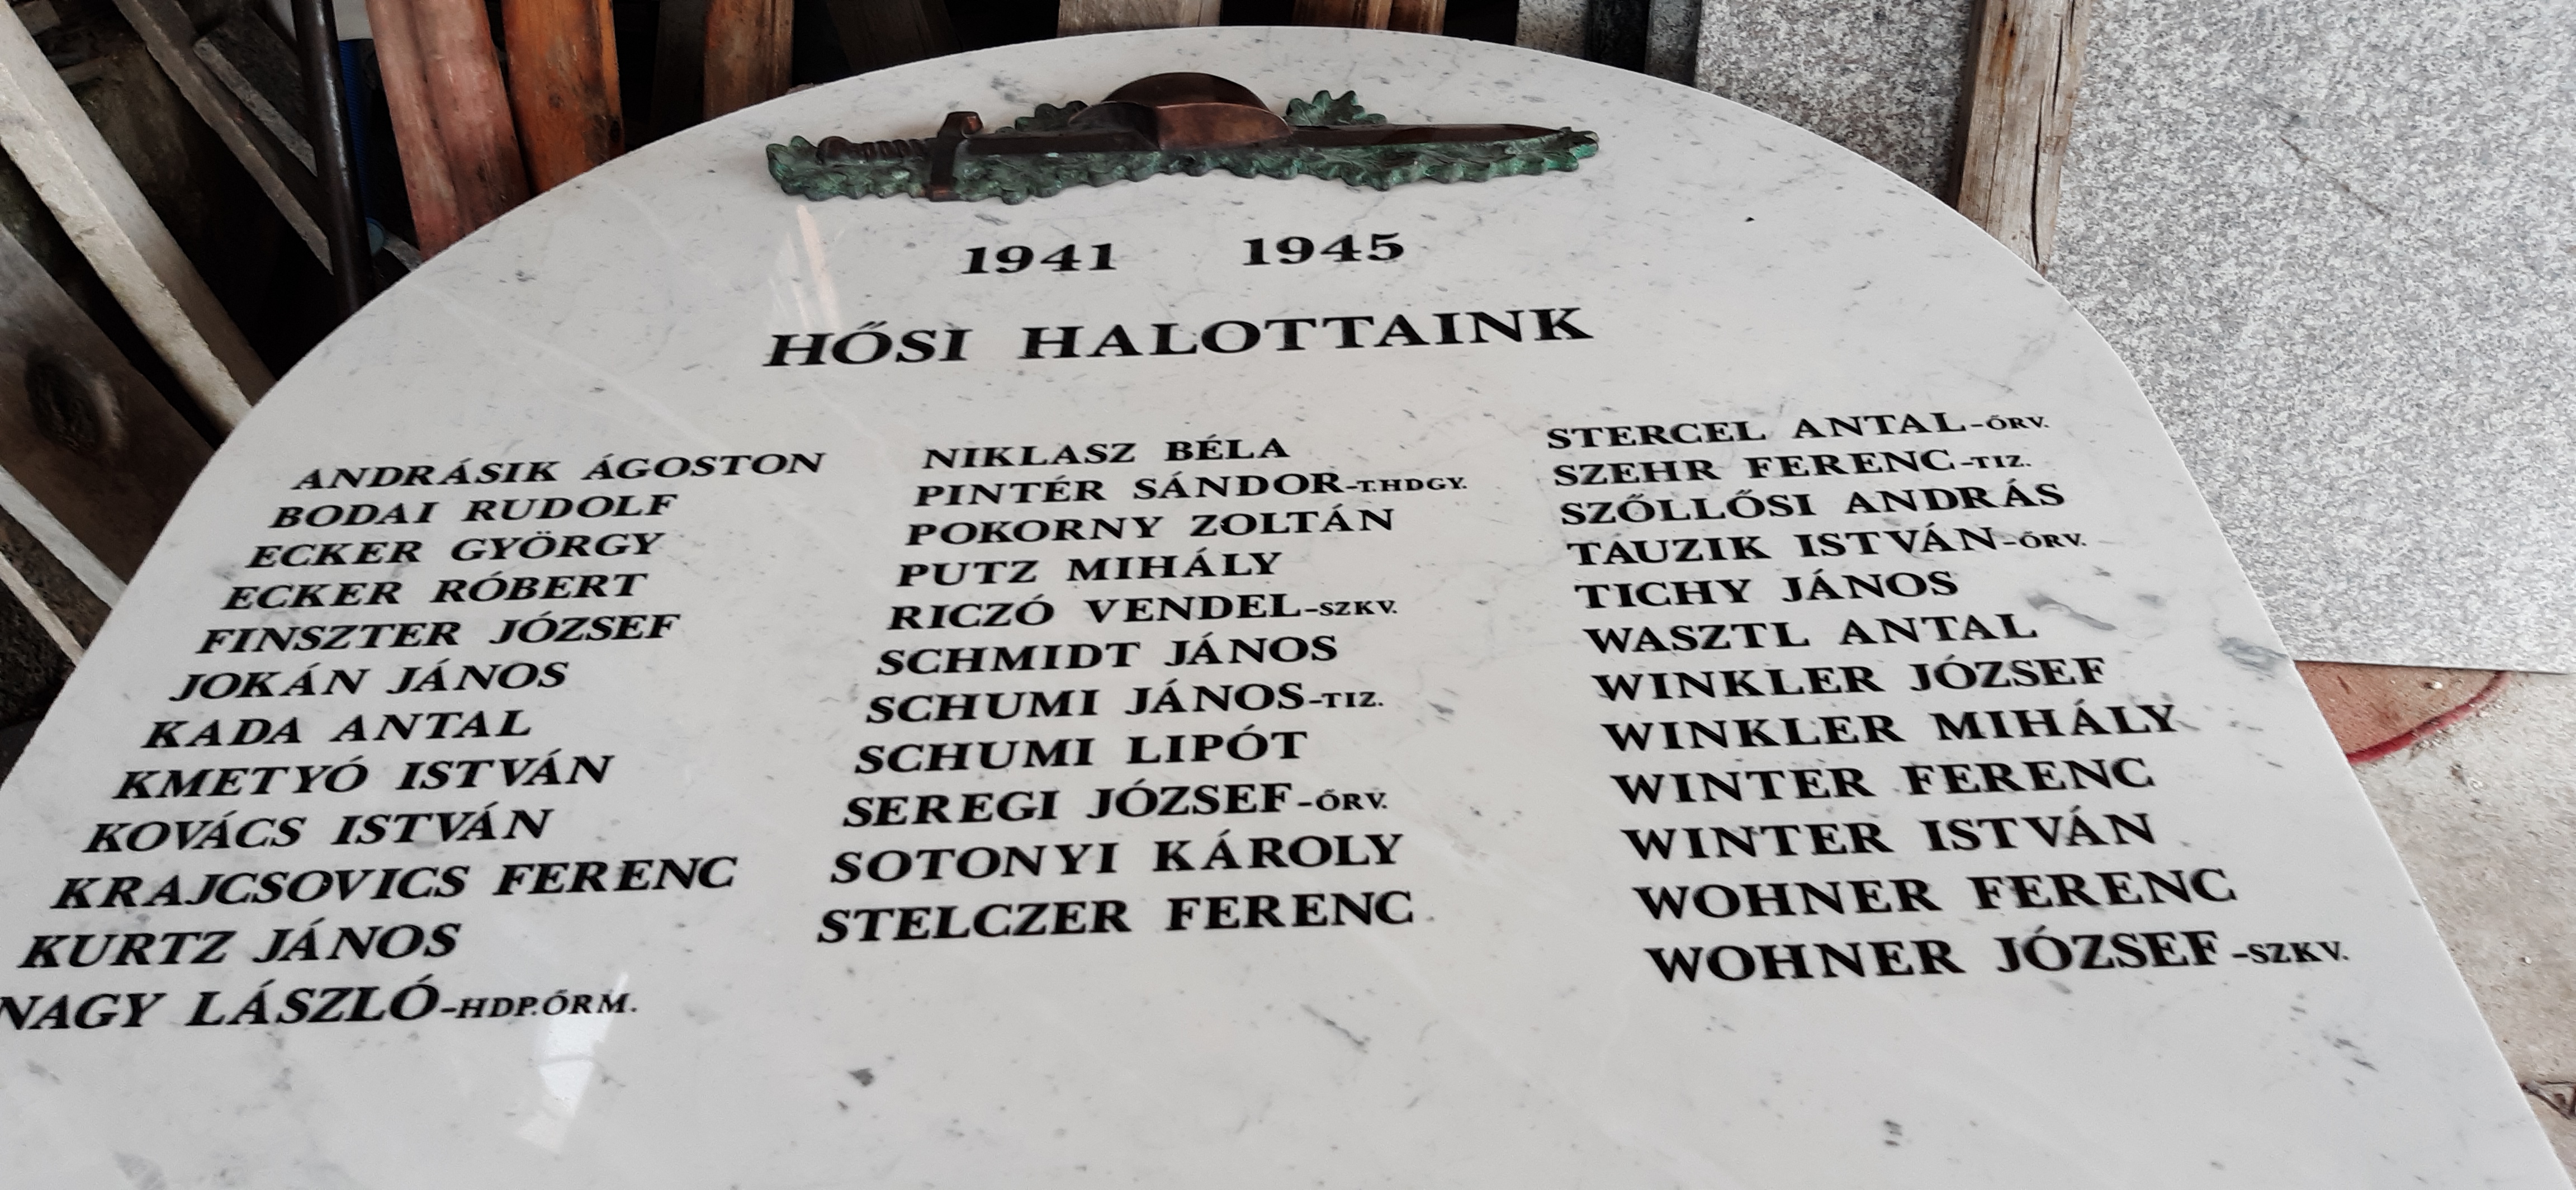 1941 1945
HŐSI HALOTTAINK
ANDRÁSIK ÁGOSTON
BODAI RUDOLF
ECKER GYÖRGY
ECKER RÓBERT
FINSZTER JÓZSEF
JOKÁN JÁNOS
KADA ANTAL
KMETYÓ ISTVÁN
KOVÁCS ISTVÁN
KRAJCSOVICS FERENC
KURTZ JÁNOS
NAGY LÁSZLÓ-HDP.ŐRM.
NIKLASZ BÉLA
PINTÉR SÁNDOR-T.HDGY.
POKORNY ZOLTÁN
PUTZ MIHÁLY
RICZÓ VENDEL-SZKV.
SCHMIDT JÁNOS
SCHUMI JÁNOS-TIZ.
SCHUMI LIPÓT
SEREGI JÓZSEF-ŐRV.
SOTONYI KÁROLY
STELCZER FERENC
STERCEL ANTAL-ŐRV.
SZEHR FERENC-TIZ.
SZŐLLŐSI ANDRÁS
TAUZIK ISTVÁN-ŐRV.
TICHY JÁNOS
WASZTL ANTAL
WINKLER JÓZSEF
WINKLER MIHÁLY
WINTER FERENC
WINTER ISTVÁN
WOHNER FERENC
WOHNER JÓZSEF-SZKV.